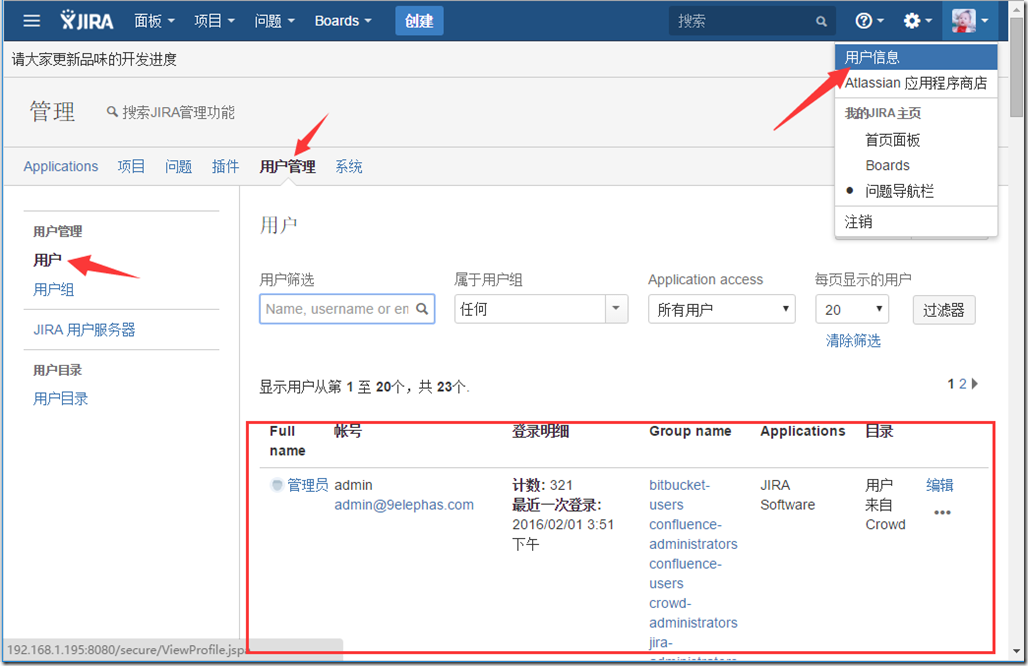 JIRA 面板 项目 问题 Boards 创建 搜索
请大家更新品味的开发进度
用户信息
Atlassian 应用程序商店
我的JIRA 主页
首页面板
Boards
问题导航栏
注销
管理 搜索JIRA管理功能
Applications 项目 问题 插件 用户管理 系统
用户管理
用户
用户组
JIRA 用户服务器
用户目录
用户目录
用户
用户筛选 属于用户组 Application access 每页显示的用户
Name, username or en 任何 所有用户 20 过滤器
清除筛选
显示用户从第 1 至 20个，共 23个.
1 2
Full name 帐号 登录明细 Group name Applications 目录
管理员 admin 计数: 321 bitbucket- JIRA 用户 编辑
admin@9elephas.com 最近一次登录: users Software 来自 •••
2016/02/01 3:51 confluence- Crowd
下午 administrators
confluence-
users
crowd-
administrators
jira-
192.168.1.195:8080/secure/ViewProfile.jsp